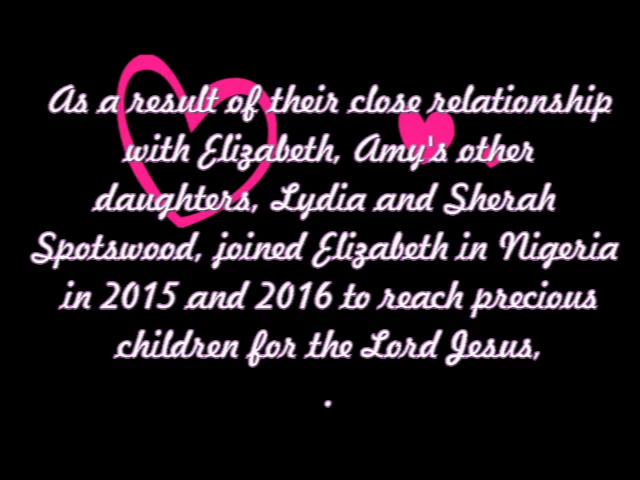 As a result of their close relationship
with Elizabeth, Amy's other
daughters, Lydia and Sherah
Spotswood, joined Elizabeth in Nigeria
in 2015 and 2016 to reach precious
children for the Lord Jesus,
.